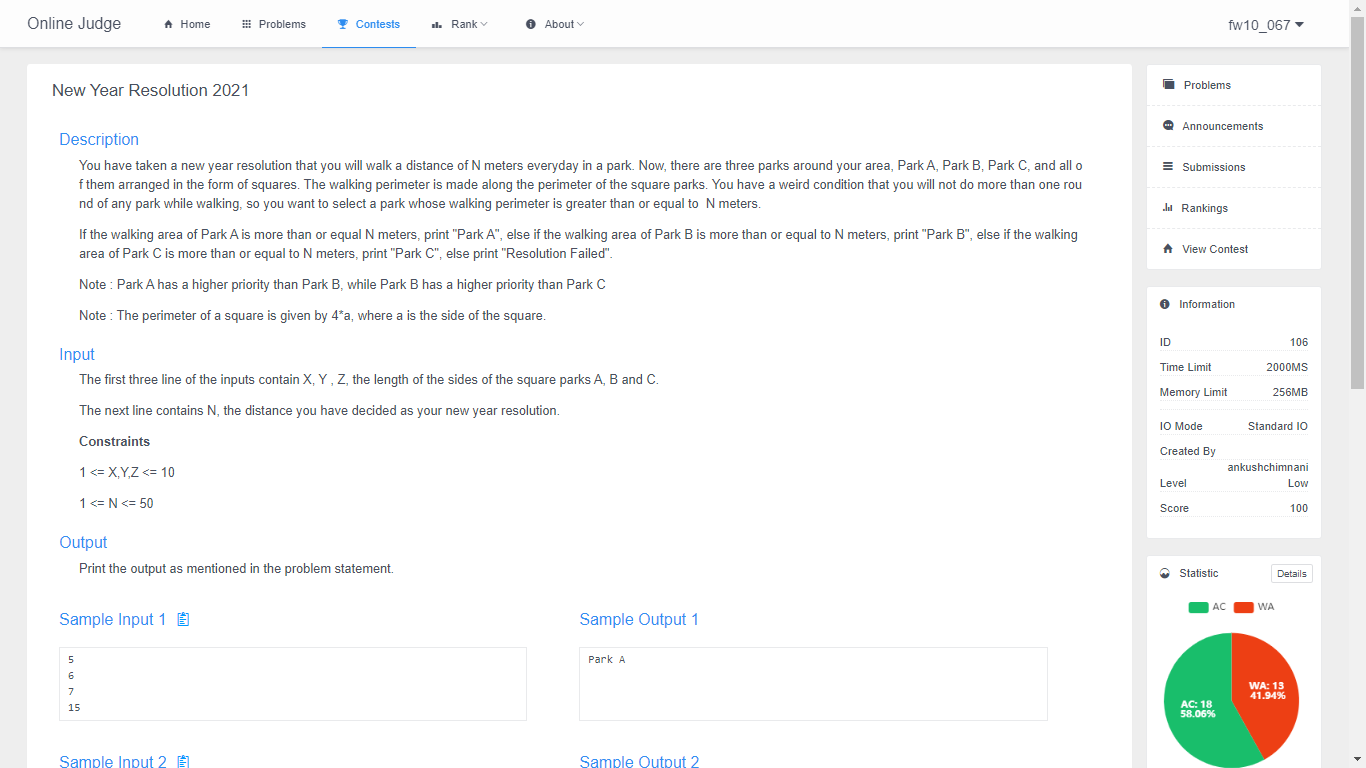 Online Judge
Home
Problems
Contests
Rank
About
fw10_067
New Year Resolution 2021
Description
You have taken a new year resolution that you will walk a distance of N meters everyday in a park. Now, there are three parks around your area, Park A, Park B, Park C, and all o
f them arranged in the form of squares. The walking perimeter is made along the perimeter of the square parks. You have a weird condition that you will not do more than one rou
nd of any park while walking, so you want to select a park whose walking perimeter is greater than or equal to  N meters.
If the walking area of Park A is more than or equal N meters, print "Park A", else if the walking area of Park B is more than or equal to N meters, print "Park B", else if the walking
area of Park C is more than or equal to N meters, print "Park C", else print "Resolution Failed".
Note : Park A has a higher priority than Park B, while Park B has a higher priority than Park C
Note : The perimeter of a square is given by 4*a, where a is the side of the square.
Input
The first three line of the inputs contain X, Y , Z, the length of the sides of the square parks A, B and C.
The next line contains N, the distance you have decided as your new year resolution.
Constraints
1 <= X,Y,Z <= 10
1 <= N <= 50
Output
Print the output as mentioned in the problem statement.
Sample Input 1
5
6
7
15
Sample Output 1
Park A
Sample Input 2
Sample Output 2
Problems
Announcements
Submissions
Rankings
View Contest
Information
ID 106
Time Limit 2000MS
Memory Limit 256MB
IO Mode Standard IO
Created By
ankushchimnani
Level Low
Score 100
Statistic
Details
AC WA
WA: 13
41.94%
AC: 18
58.06%